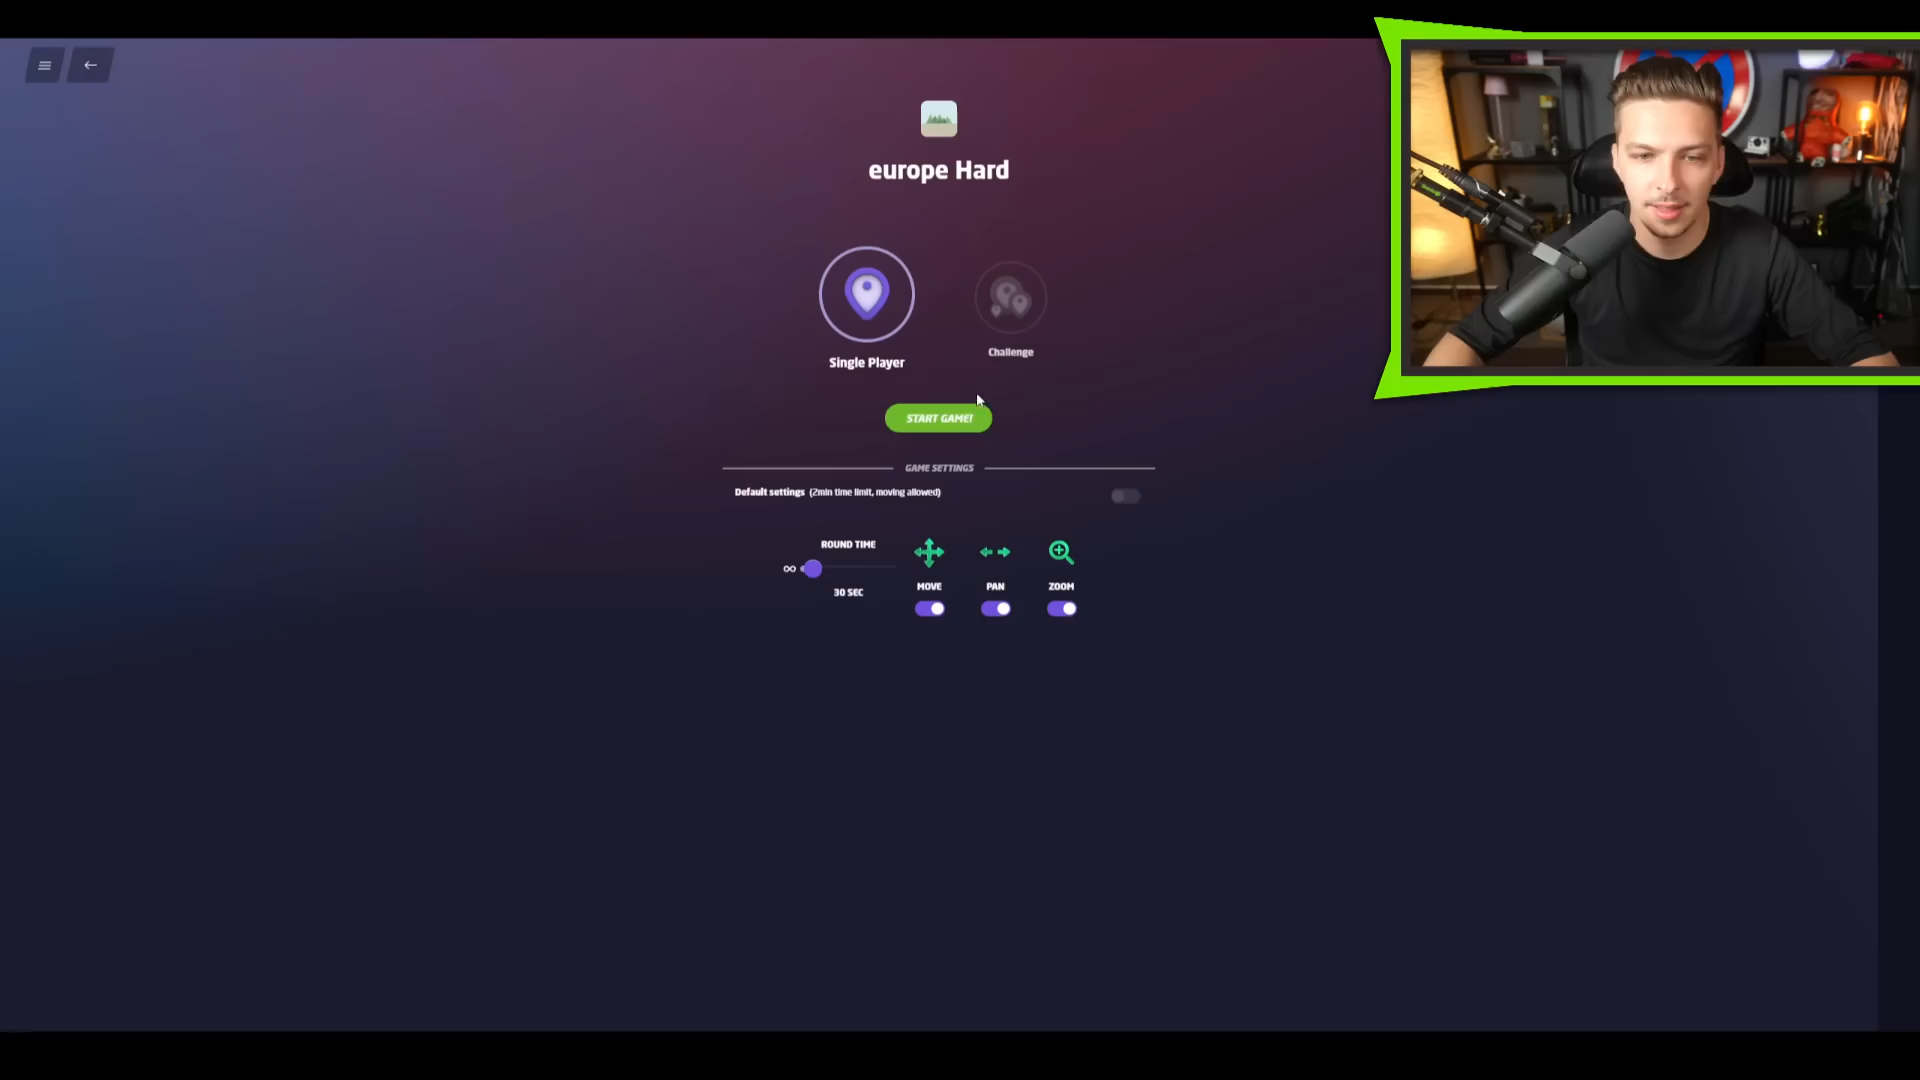 europe Hard
Single Player
Challenge
START GAME!
GAME SETTINGS
Default settings (2min time limit, moving allowed)
ROUND TIME
∞
30 SEC
MOVE
PAN
ZOOM